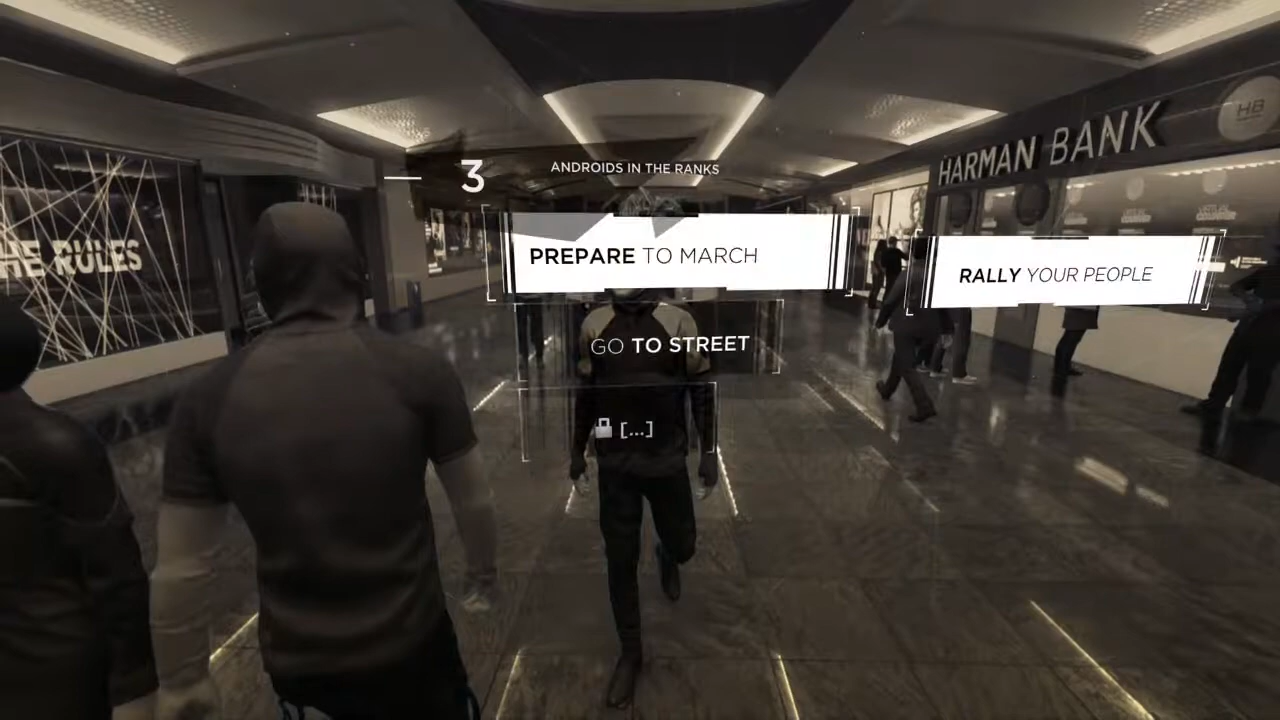 HARMAN BANK
HB
3
ANDROIDS IN THE RANKS
PREPARE TO MARCH
RALLY YOUR PEOPLE
HE RULES
GO TO STREET
[...]